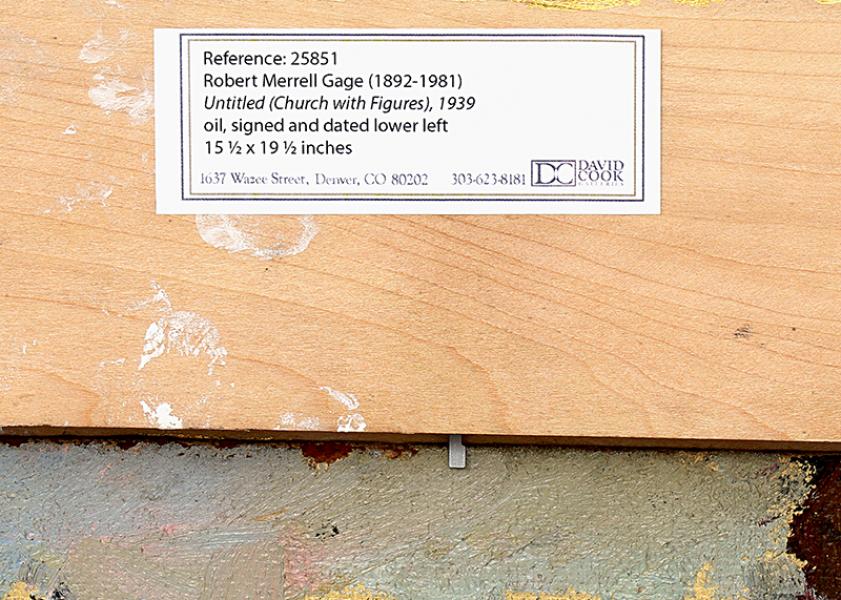 Reference: 25851
Robert Merrell Gage (1892-1981)
Untitled (Church with Figures), 1939
oil, signed and dated lower left
15 ½ x 19 ½ inches
1637 Wazee Street, Denver, CO 80202 303-623-8181 DC DAVID
COOK
GALLERIES